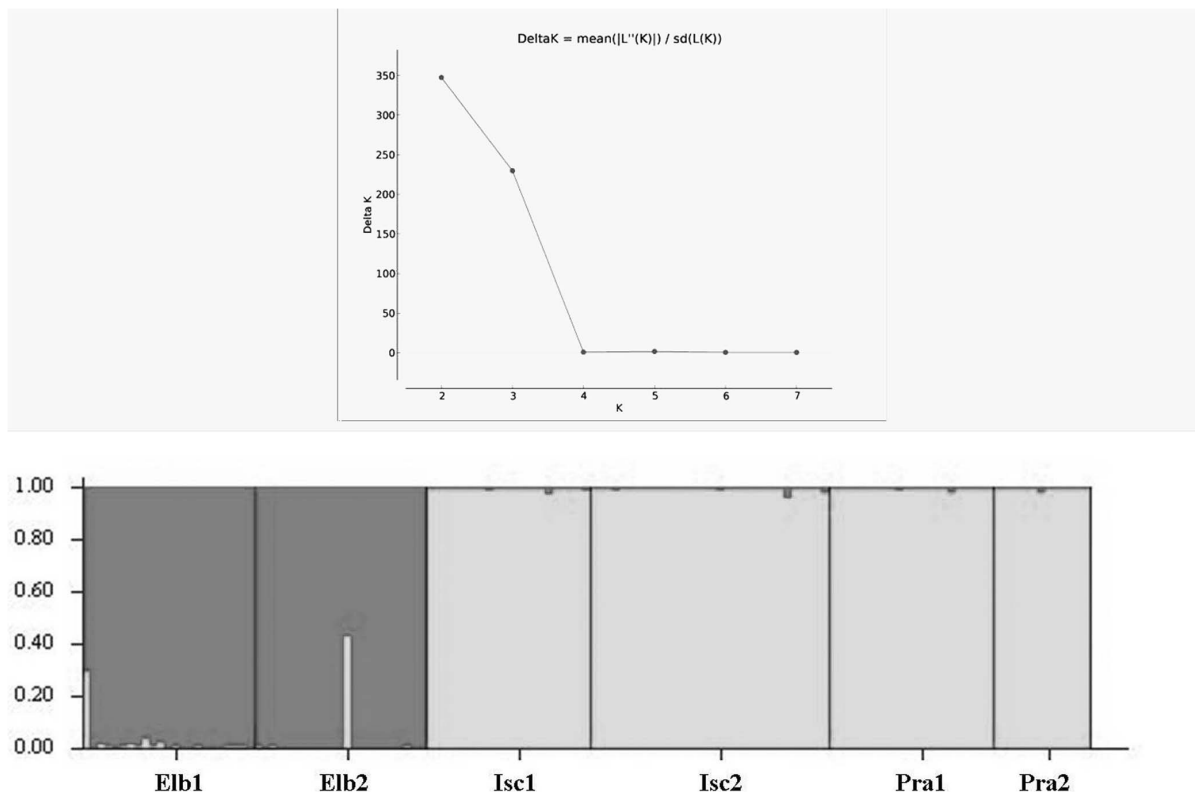 DeltaK = mean(|L''(K)|) / sd(L(K))
350
300
250
200
150
100
50
0
Delta K
2 3 4 5 6 7
K
1.00
0.80
0.60
0.40
0.20
0.00
Elb1 Elb2 Isc1 Isc2 Pra1 Pra2